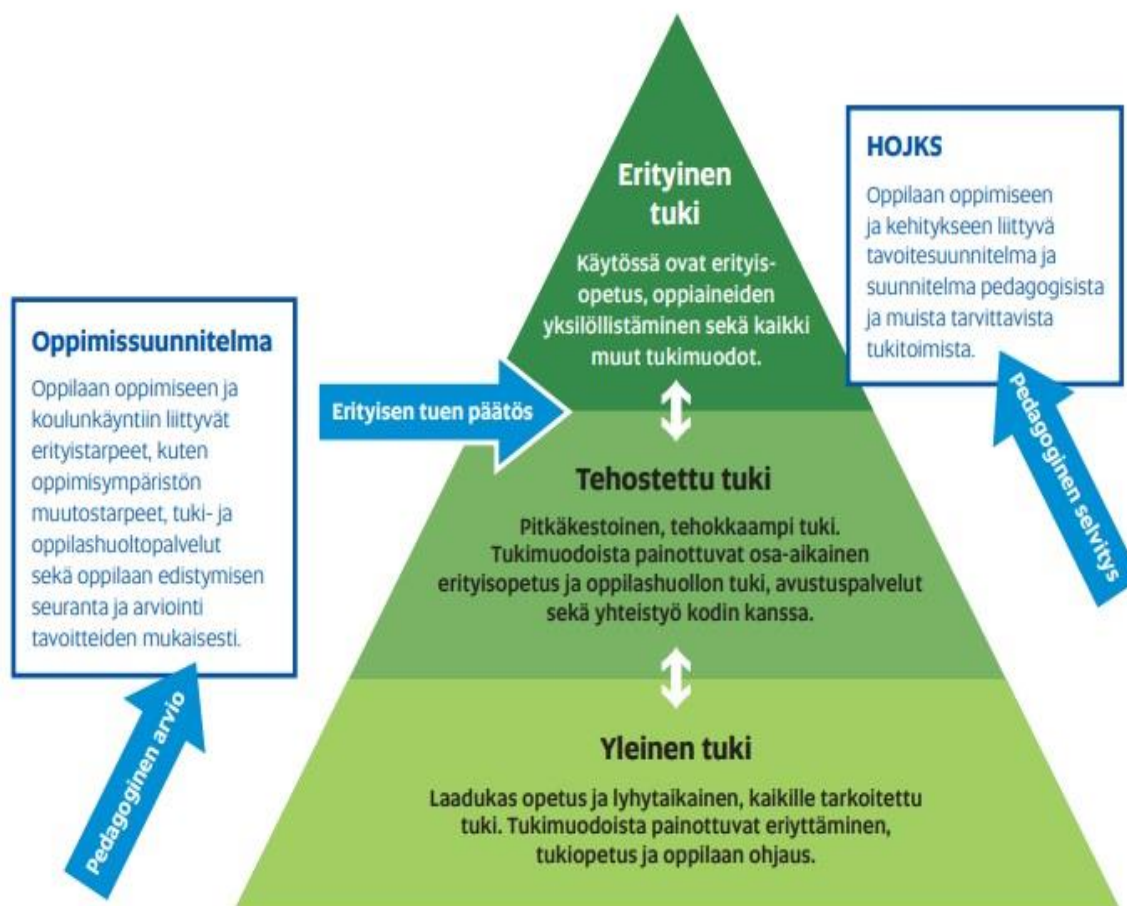 Erityinen
tuki
Käytössä ovat erityis-
opetus, oppiaineiden
yksilöllistäminen sekä kaikki
muut tukimuodot.
HOJKS
Oppilaan oppimiseen
ja kehitykseen liittyvä
tavoitesuunnitelma ja
suunnitelma pedagogisista
ja muista tarvittavista
tukitoimista.
Pedagoginen selvitys
Oppimissuunnitelma
Oppilaan oppimiseen ja
koulunkäyntiin liittyvät
erityistarpeet, kuten
oppimisympäristön
muutostarpeet, tuki- ja
oppilashuoltopalvelut
sekä oppilaan edistymisen
seuranta ja arviointi
tavoitteiden mukaisesti.
Pedagoginen arvio
Erityisen tuen päätös
Tehostettu tuki
Pitkäkestoinen, tehokkaampi tuki.
Tukimuodoista painottuvat osa-aikainen
erityisopetus ja oppilashuollon tuki, avustuspalvelut
sekä yhteistyö kodin kanssa.
Yleinen tuki
Laadukas opetus ja lyhytaikainen, kaikille tarkoitettu
tuki. Tukimuodoista painottuvat eriyttäminen,
tukiopetus ja oppilaan ohjaus.